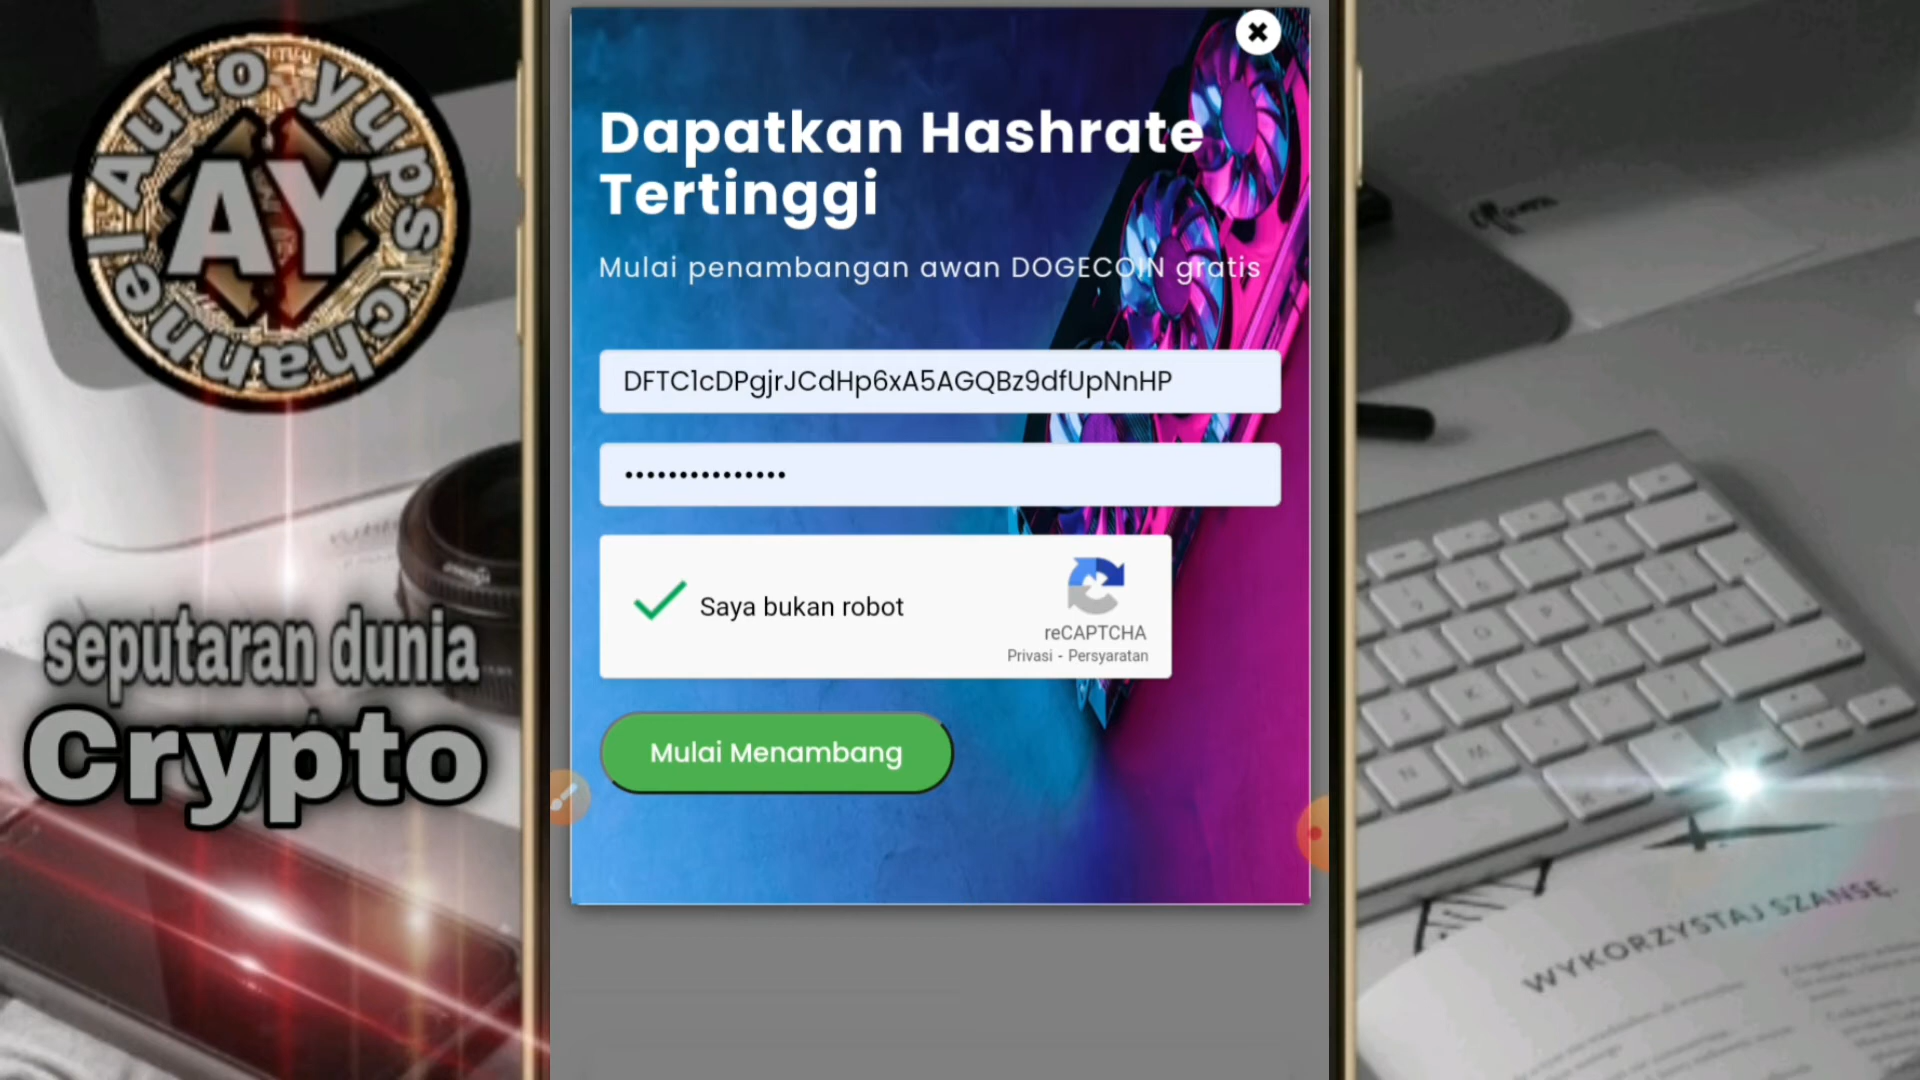 Auto yups channel
AY
seputaran dunia
Crypto
Dapatkan Hashrate
Tertinggi
Mulai penambangan awan DOGECOIN gratis
DFTC1cDPgjrJCdHp6xA5AGQBz9dfUpNnHP
•••••••••••••••
Saya bukan robot
reCAPTCHA
Privasi - Persyaratan
Mulai Menambang
WYKORZYSTAJ SZANSĘ.